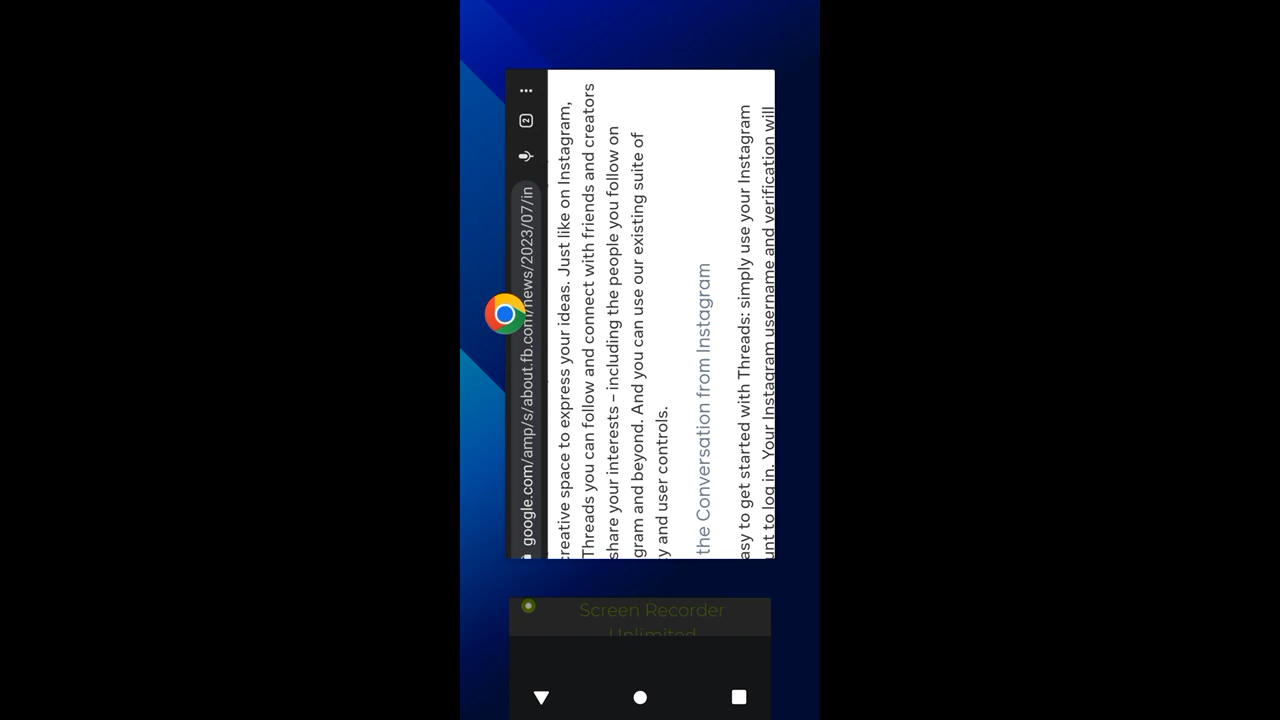 google.com/amp/s/about.fb.com/news/2023/07/in
2
creative space to express your ideas. Just like on Instagram,
Threads you can follow and connect with friends and creators
share your interests – including the people you follow on
gram and beyond. And you can use our existing suite of
y and user controls.
the Conversation from Instagram
asy to get started with Threads: simply use your Instagram
unt to log in. Your Instagram username and verification will
Screen Recorder
Unlimited